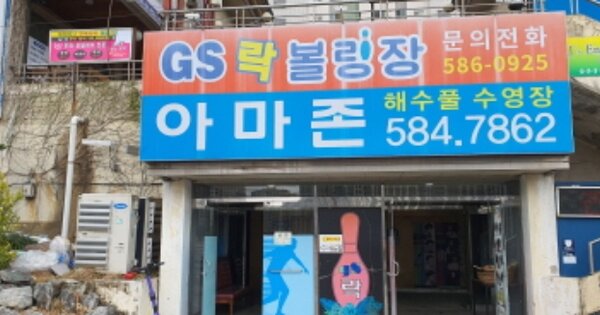 GS 락 볼링장
문의전화
586-0925
아마존
해수풀 수영장
584.7862
GS
락